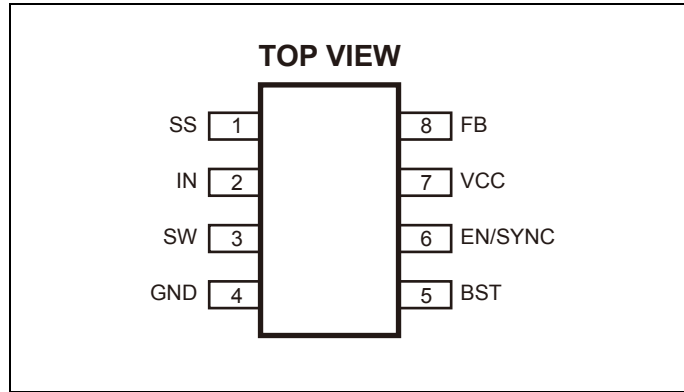 TOP VIEW
SS 1 8 FB
IN 2 7 VCC
SW 3 6 EN/SYNC
GND 4 5 BST